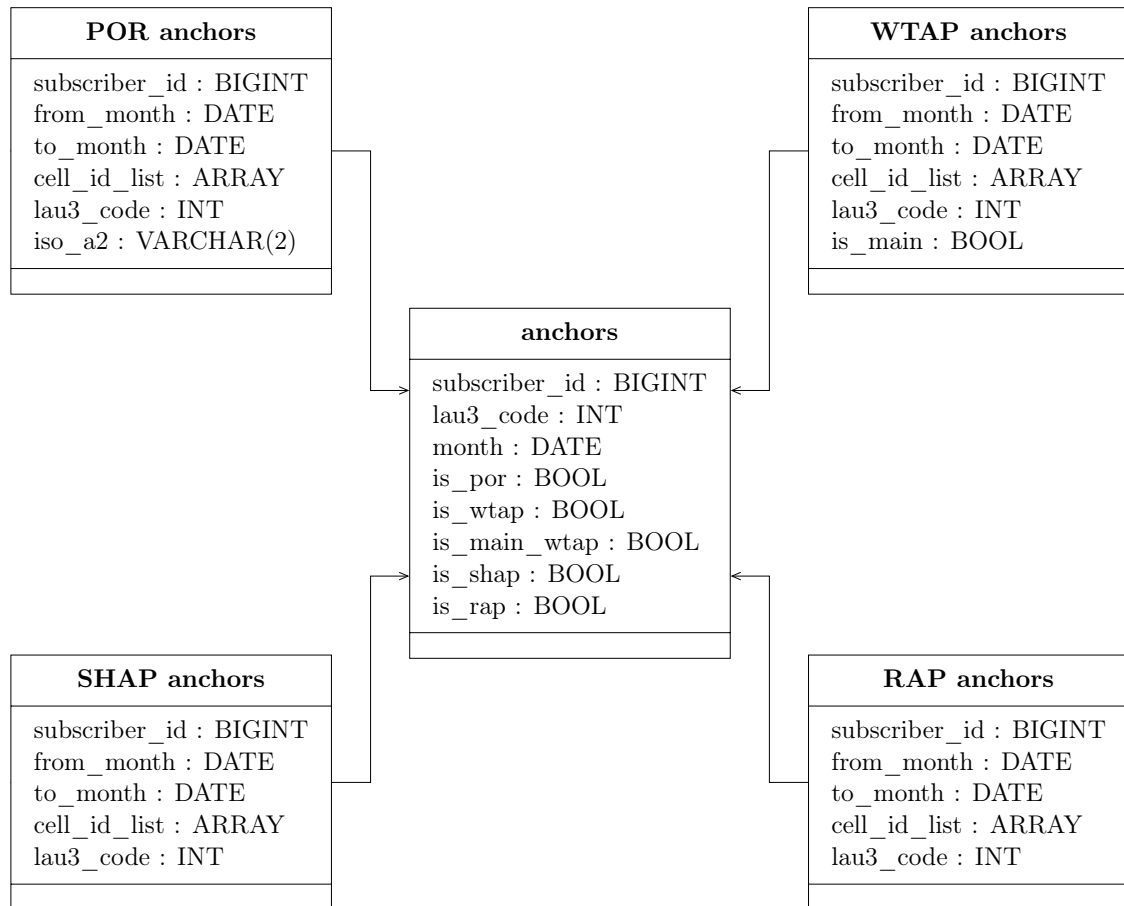 POR anchors
subscriber_id : BIGINT
from_month : DATE
to_month : DATE
cell_id_list : ARRAY
lau3_code : INT
iso_a2 : VARCHAR(2)
WTAP anchors
subscriber_id : BIGINT
from_month : DATE
to_month : DATE
cell_id_list : ARRAY
lau3_code : INT
is_main : BOOL
anchors
subscriber_id : BIGINT
lau3_code : INT
month : DATE
is_por : BOOL
is_wtap : BOOL
is_main_wtap : BOOL
is_shap : BOOL
is_rap : BOOL
SHAP anchors
subscriber_id : BIGINT
from_month : DATE
to_month : DATE
cell_id_list : ARRAY
lau3_code : INT
RAP anchors
subscriber_id : BIGINT
from_month : DATE
to_month : DATE
cell_id_list : ARRAY
lau3_code : INT